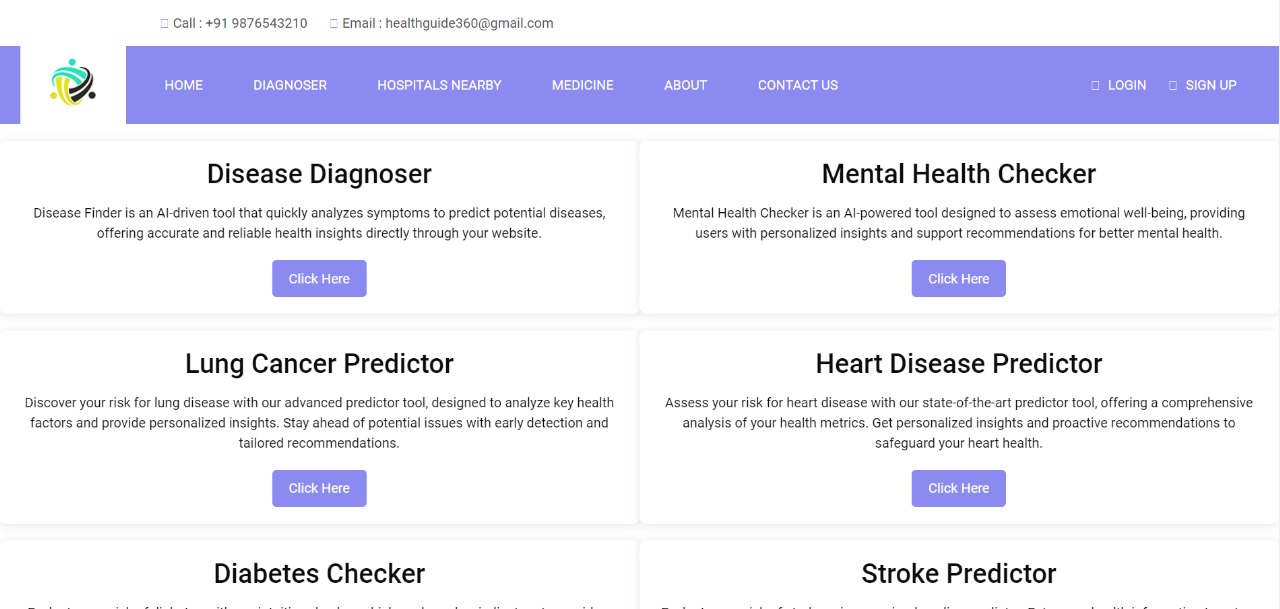 Call : +91 9876543210 Email : healthguide360@gmail.com
HOME DIAGNOSER HOSPITALS NEARBY MEDICINE ABOUT CONTACT US LOGIN SIGN UP
Disease Diagnoser
Disease Finder is an AI-driven tool that quickly analyzes symptoms to predict potential diseases,
offering accurate and reliable health insights directly through your website.
Click Here
Mental Health Checker
Mental Health Checker is an AI-powered tool designed to assess emotional well-being, providing
users with personalized insights and support recommendations for better mental health.
Click Here
Lung Cancer Predictor
Discover your risk for lung disease with our advanced predictor tool, designed to analyze key health
factors and provide personalized insights. Stay ahead of potential issues with early detection and
tailored recommendations.
Click Here
Heart Disease Predictor
Assess your risk for heart disease with our state-of-the-art predictor tool, offering a comprehensive
analysis of your health metrics. Get personalized insights and proactive recommendations to
safeguard your heart health.
Click Here
Diabetes Checker
Stroke Predictor